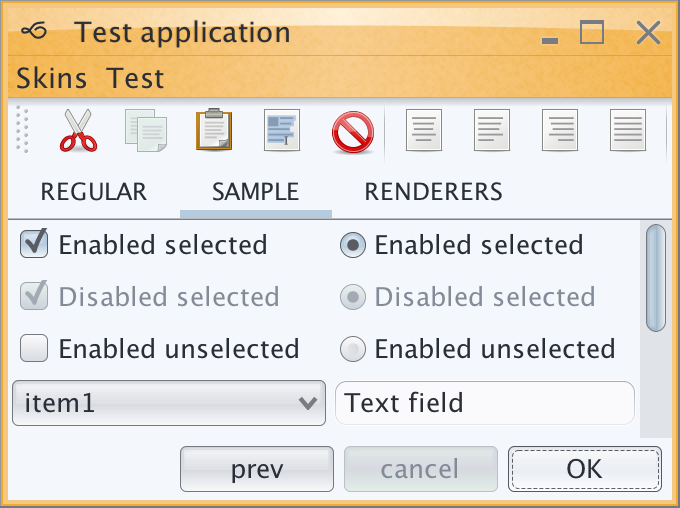 Test application
Skins Test
REGULAR SAMPLE RENDERERS
Enabled selected Enabled selected
Disabled selected Disabled selected
Enabled unselected Enabled unselected
item1 Text field
prev cancel OK